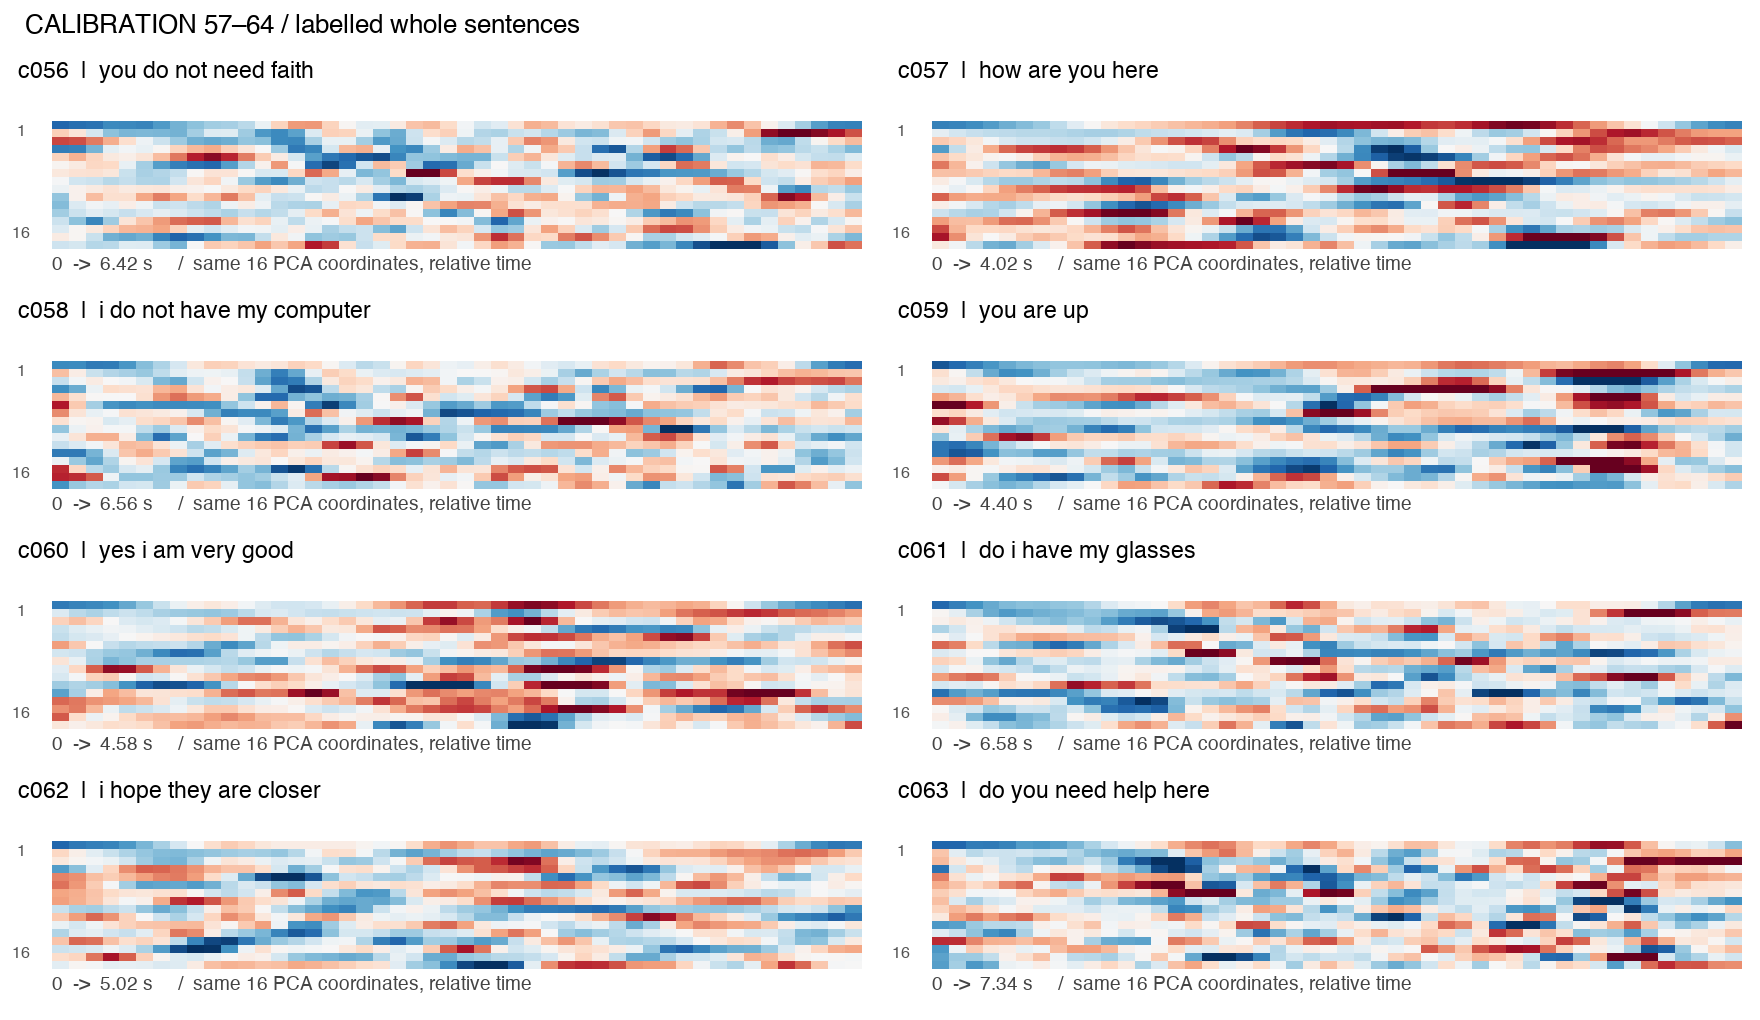 CALIBRATION 57–64 / labelled whole sentences
c056 | you do not need faith
1
16
0 -> 6.42 s / same 16 PCA coordinates, relative time
c057 | how are you here
1
16
0 -> 4.02 s / same 16 PCA coordinates, relative time
c058 | i do not have my computer
1
16
0 -> 6.56 s / same 16 PCA coordinates, relative time
c059 | you are up
1
16
0 -> 4.40 s / same 16 PCA coordinates, relative time
c060 | yes i am very good
1
16
0 -> 4.58 s / same 16 PCA coordinates, relative time
c061 | do i have my glasses
1
16
0 -> 6.58 s / same 16 PCA coordinates, relative time
c062 | i hope they are closer
1
16
0 -> 5.02 s / same 16 PCA coordinates, relative time
c063 | do you need help here
1
16
0 -> 7.34 s / same 16 PCA coordinates, relative time